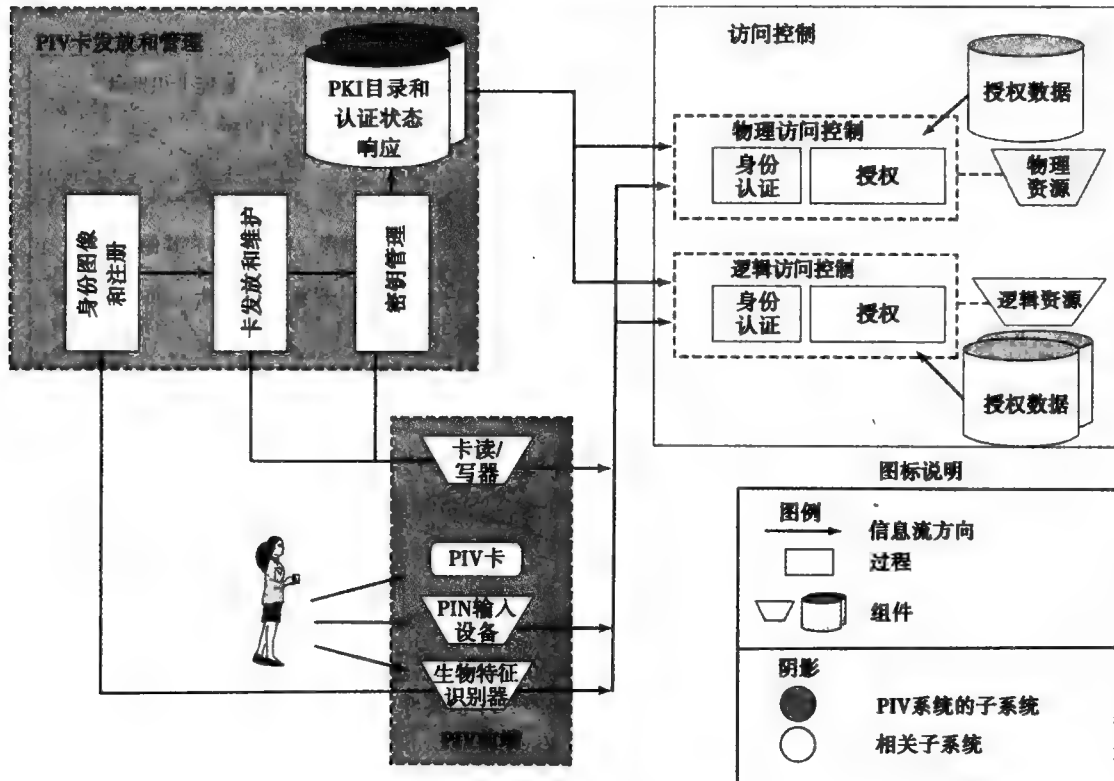 PIV卡发放和管理
PKI目录和
认证状态
响应
身份图像
和注册
卡发放和维护
密钥管理
访问控制
授权数据
物理访问控制
身份
认证
授权
物理
资源
逻辑访问控制
身份
认证
授权
逻辑资源
授权数据
卡读/
写器
PIV卡
PIN输入
设备
生物特征
识别器
图标说明
图例
信息流方向
过程
组件
阴影
PIV系统的子系统
相关子系统